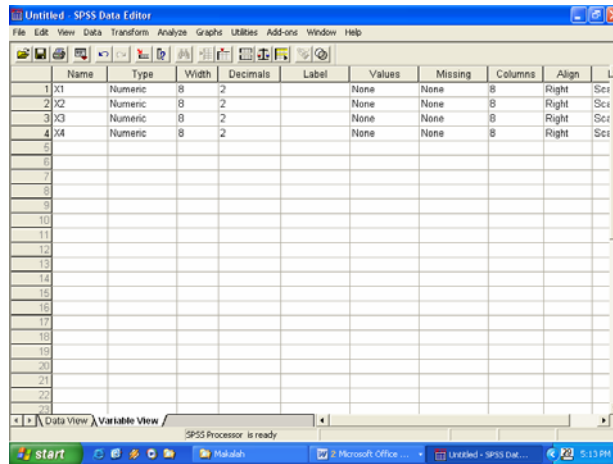 Untitled - SPSS Data Editor
File Edit View Data Transform Analyze Graphs Utilities Add-ons Window Help
Name Type Width Decimals Label Values Missing Columns Align
1 X1 Numeric 8 2 None None 8 Right Sca
2 X2 Numeric 8 2 None None 8 Right Sca
3 X3 Numeric 8 2 None None 8 Right Sca
4 X4 Numeric 8 2 None None 8 Right Sca
5
6
7
8
9
10
11
12
13
14
15
16
17
18
19
20
21
22
23
Data View Variable View
SPSS Processor is ready
start Makalah 2 Microsoft Office ... Untitled - SPSS Dat... 5:13 PM